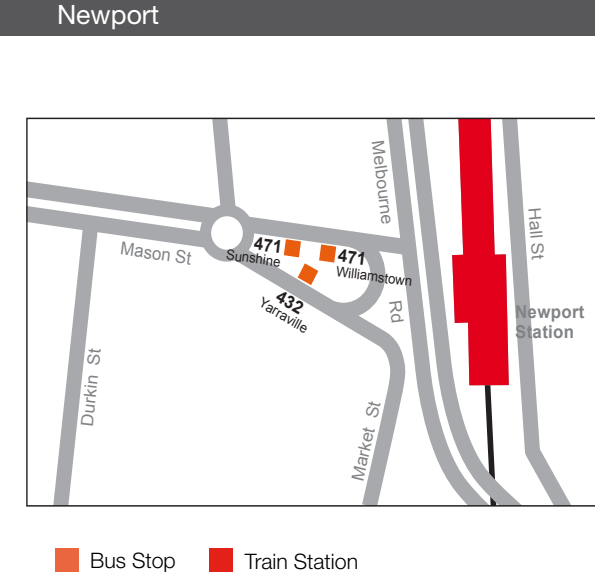 Newport
Melbourne
Hall St
471
Sunshine
471
Williamstown
Mason St
432
Yarraville
Rd
Newport
Station
Durkin St
Market St
Bus Stop
Train Station